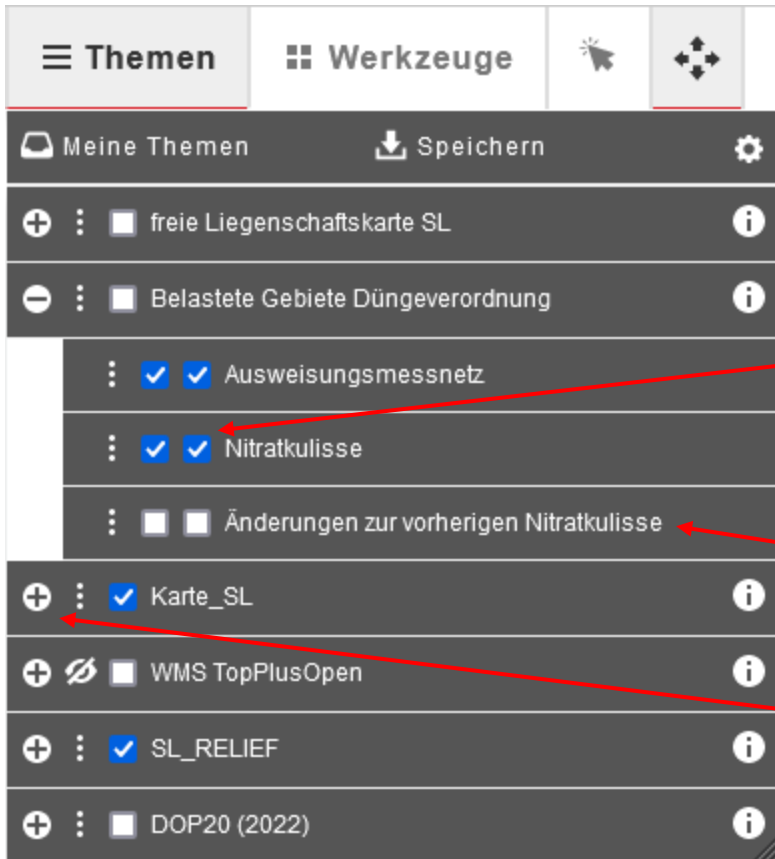 Themen
Werkzeuge
Meine Themen
Speichern
freie Liegenschaftskarte SL
Belastete Gebiete Düngeverordnung
Ausweisungsmessnetz
Nitratkulisse
Änderungen zur vorherigen Nitratkulisse
Karte_SL
WMS TopPlusOpen
SL_RELIEF
DOP20 (2022)